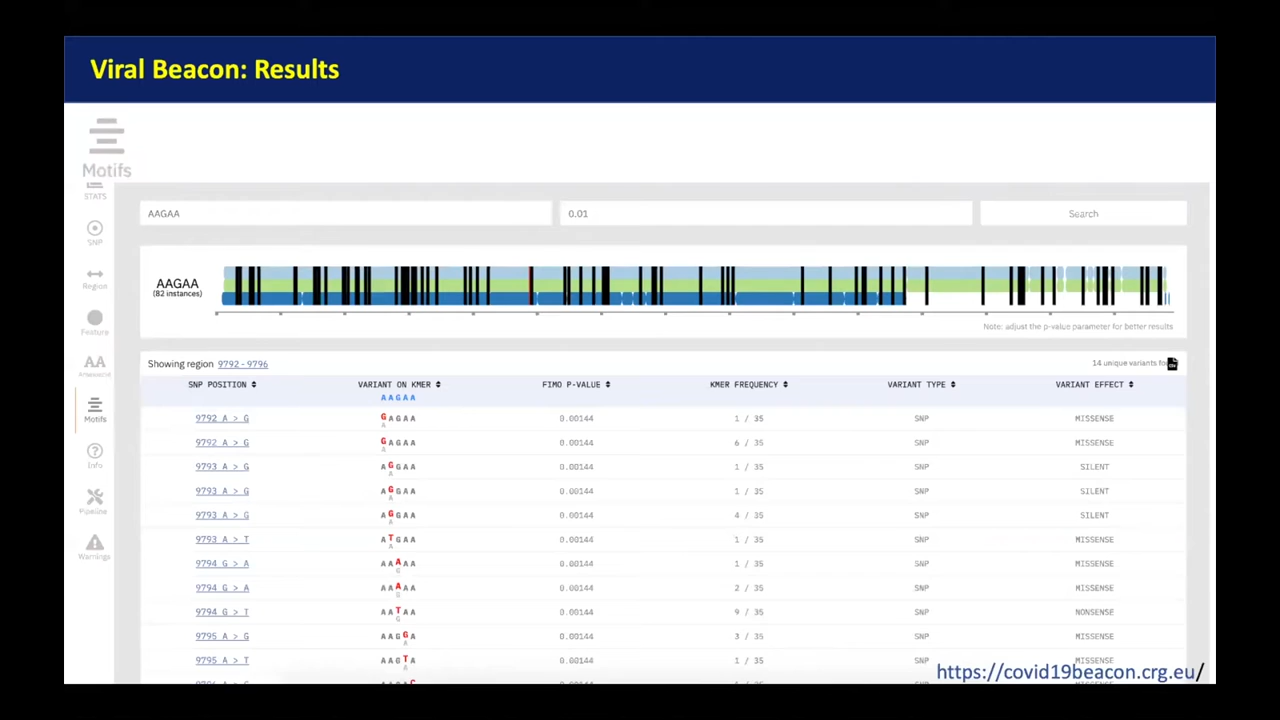 Viral Beacon: Results
Motifs
STATS
SNP
Region
Feature
AA
Motifs
Info
Pipeline
Warnings
AAGAA 0.01 Search
AAGAA
(82 instances)
Note: adjust the p-value parameter for better results
Showing region 9792 - 9796 14 unique variants
SNP POSITION VARIANT ON KMER FIMO P-VALUE KMER FREQUENCY VARIANT TYPE VARIANT EFFECT
AAGAA
9792 A > G GAGAA A 0.00144 1 / 35 SNP MISSENSE
9792 A > G GAGAA A 0.00144 6 / 35 SNP MISSENSE
9793 A > G AGGAA A 0.00144 1 / 35 SNP SILENT
9793 A > G AGGAA A 0.00144 1 / 35 SNP SILENT
9793 A > G AGGAA A 0.00144 4 / 35 SNP SILENT
9793 A > T ATGAA A 0.00144 1 / 35 SNP MISSENSE
9794 G > A AAAAA G 0.00144 1 / 35 SNP MISSENSE
9794 G > A AAAAA G 0.00144 2 / 35 SNP MISSENSE
9794 G > T AATAA G 0.00144 9 / 35 SNP NONSENSE
9795 A > G AAGGA A 0.00144 3 / 35 SNP MISSENSE
9795 A > T AAGTA A 0.00144 1 / 35 SNP MISSENSE
https://covid19beacon.crg.eu/